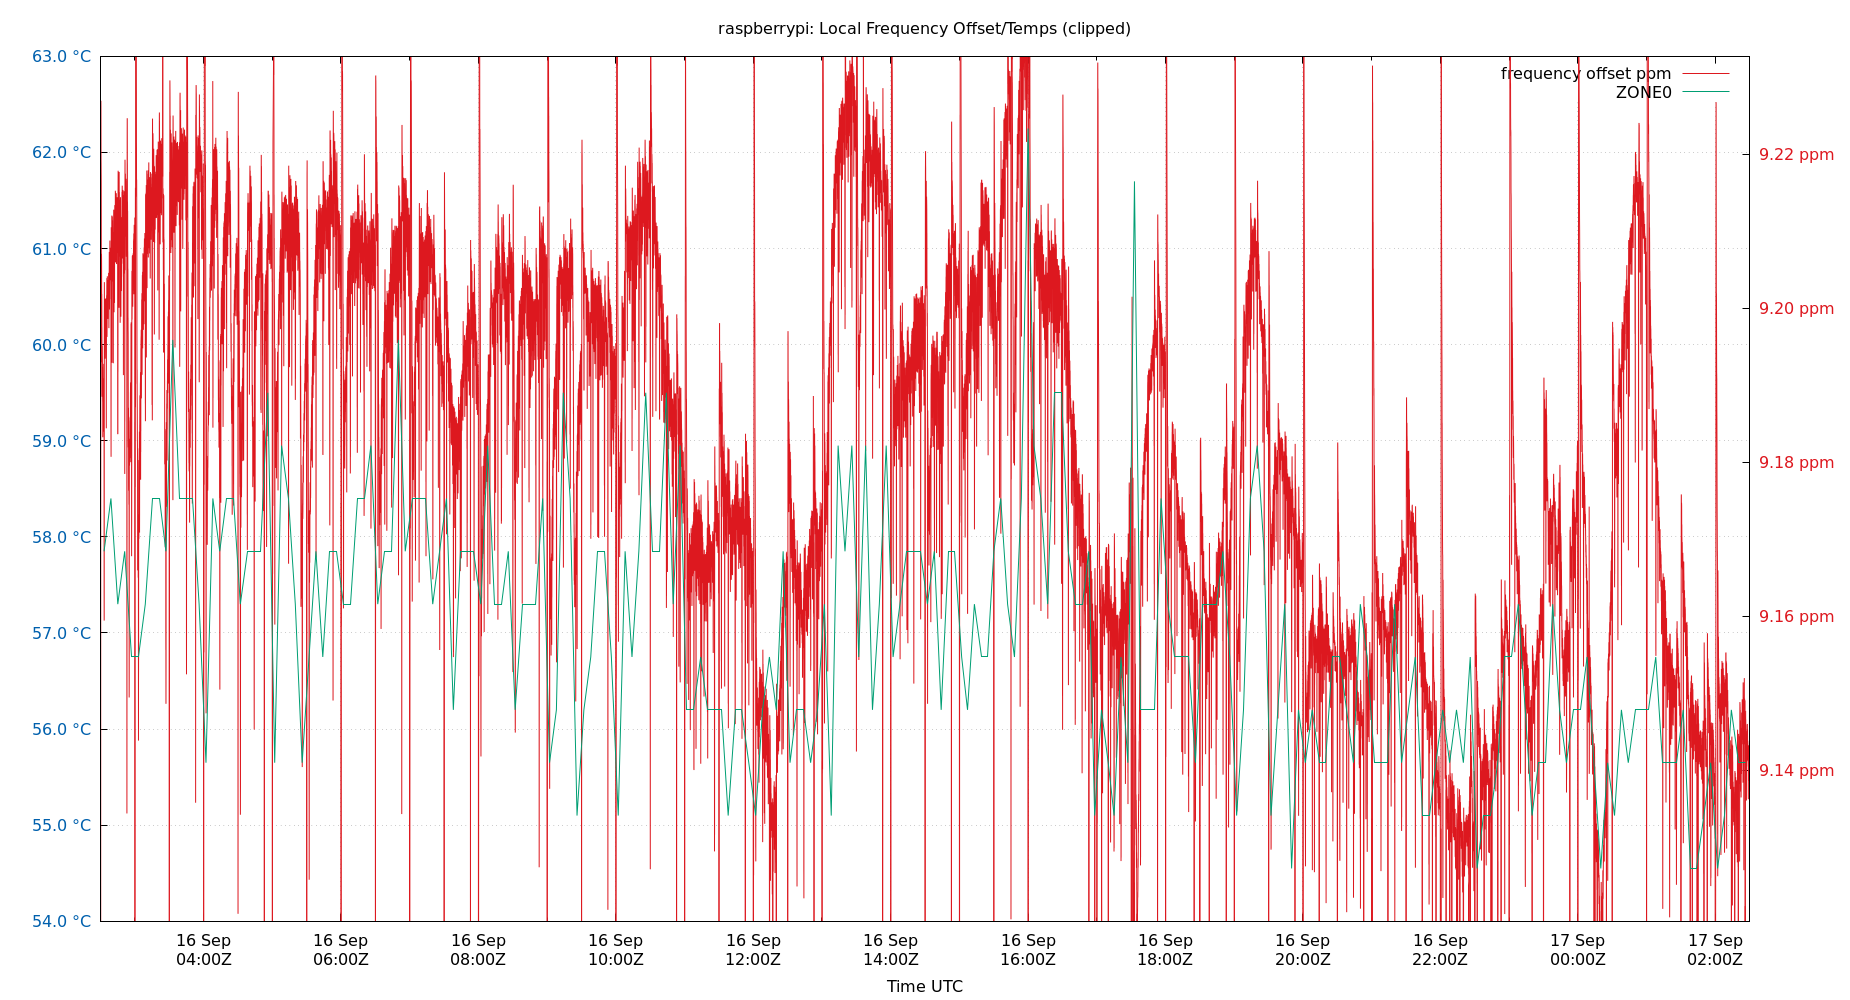 raspberrypi: Local Frequency Offset/Temps (clipped)
63.0 °C
62.0 °C
61.0 °C
60.0 °C
59.0 °C
58.0 °C
57.0 °C
56.0 °C
55.0 °C
54.0 °C
frequency offset ppm
ZONE0
9.22 ppm
9.20 ppm
9.18 ppm
9.16 ppm
9.14 ppm
16 Sep 16 Sep 16 Sep 16 Sep 16 Sep 16 Sep 16 Sep 16 Sep 16 Sep 16 Sep 17 Sep 17 Sep
04:00Z 06:00Z 08:00Z 10:00Z 12:00Z 14:00Z 16:00Z 18:00Z 20:00Z 22:00Z 00:00Z 02:00Z
Time UTC